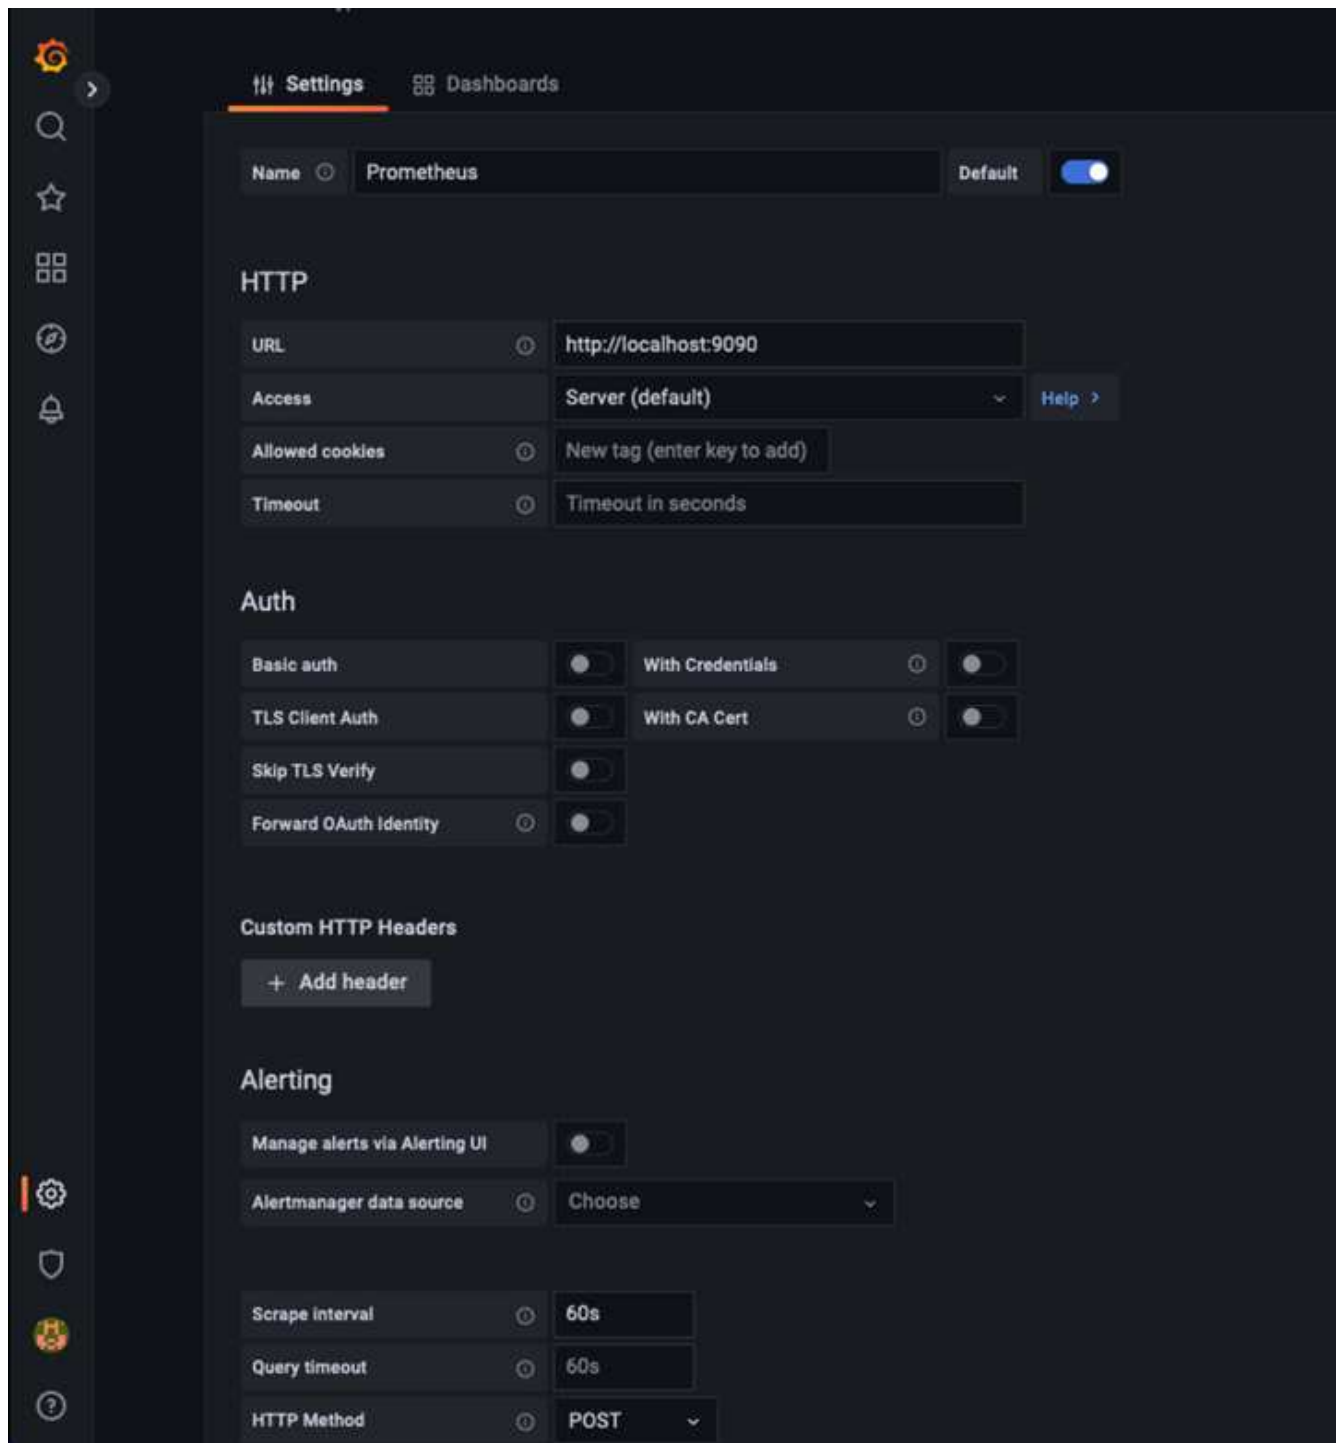 Settings Dashboards
Name Prometheus Default
HTTP
URL http://localhost:9090
Access Server (default) Help
Allowed cookies New tag (enter key to add)
Timeout Timeout in seconds
Auth
Basic auth With Credentials
TLS Client Auth With CA Cert
Skip TLS Verify
Forward OAuth Identity
Custom HTTP Headers
+ Add header
Alerting
Manage alerts via Alerting UI
Alertmanager data source Choose
Scrape interval 60s
Query timeout 60s
HTTP Method POST